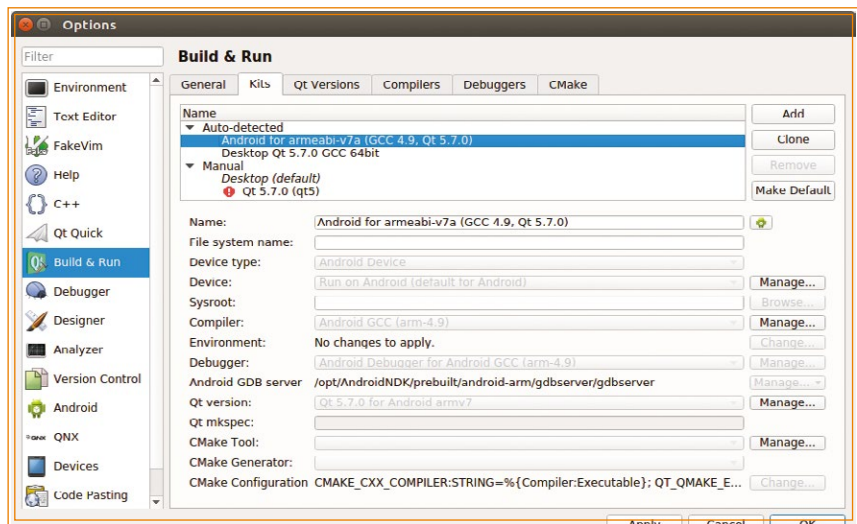 Options
Filter
Environment
Text Editor
FakeVim
Help
C++
Qt Quick
Build & Run
Debugger
Designer
Analyzer
Version Control
Android
QNX QNX
Devices
Code Pasting
Build & Run
General Kits Qt Versions Compilers Debuggers CMake
Name
Auto-detected
Android for armeabi-v7a (GCC 4.9, Qt 5.7.0)
Desktop Qt 5.7.0 GCC 64bit
Manual
Desktop (default)
Qt 5.7.0 (qt5)
Add
Clone
Remove
Make Default
Name: Android for armeabi-v7a (GCC 4.9, Qt 5.7.0)
File system name:
Device type: Android Device
Device: Run on Android (default for Android) Manage...
Sysroot: Browse...
Compiler: Android GCC (arm-4.9) Manage...
Environment: No changes to apply. Change...
Debugger: Android Debugger for Android GCC (arm-4.9) Manage...
Android GDB server /opt/AndroidNDK/prebuilt/android-arm/gdbserver/gdbserver Manage...
Qt version: Qt 5.7.0 for Android armv7 Manage...
Qt mkspec:
CMake Tool: Manage...
CMake Generator:
CMake Configuration CMAKE_CXX_COMPILER:STRING=%{Compiler:Executable}; QT_QMAKE_E... Change...
Apply Cancel OK